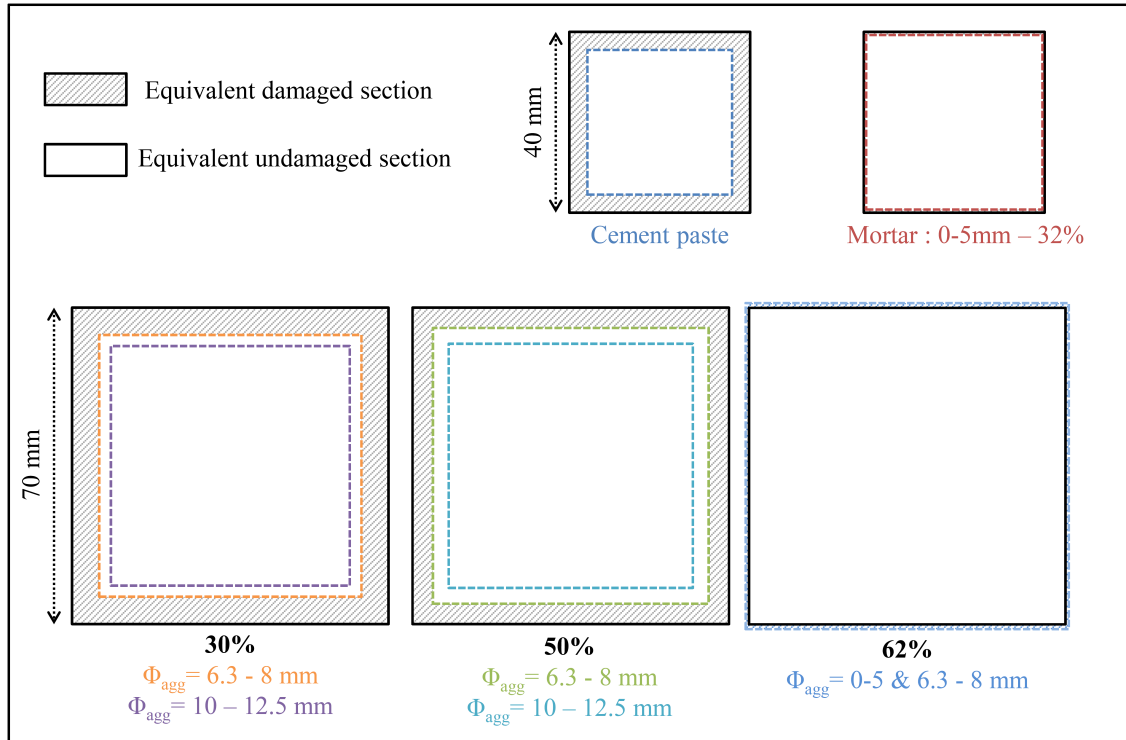 Equivalent damaged section
Equivalent undamaged section
40 mm
Cement paste
Mortar : 0-5mm – 32%
70 mm
30%
Φagg= 6.3 - 8 mm
Φagg= 10 – 12.5 mm
50%
Φagg= 6.3 - 8 mm
Φagg= 10 – 12.5 mm
62%
Φagg= 0-5 & 6.3 - 8 mm